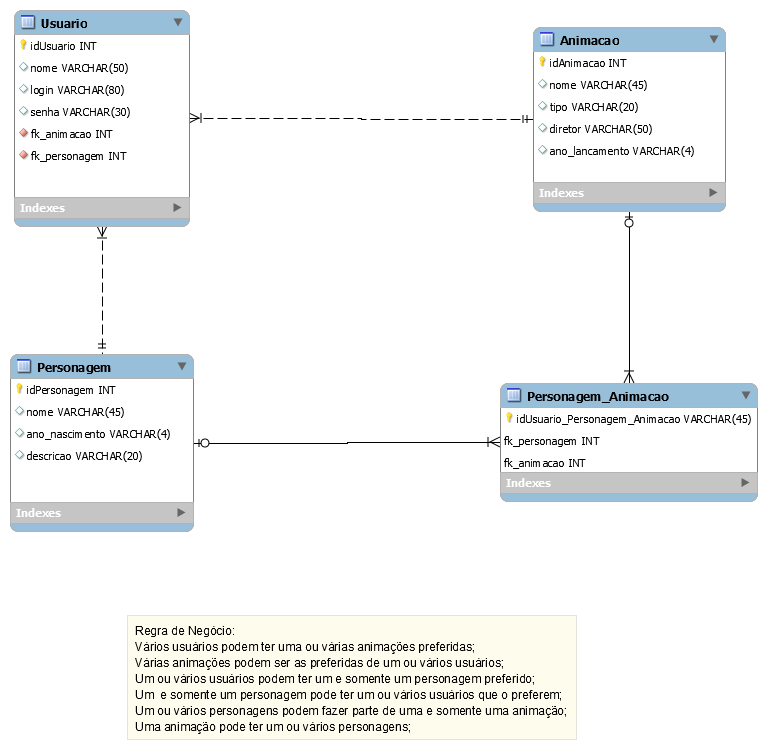 Usuario
idUsuario INT
nome VARCHAR(50)
login VARCHAR(80)
senha VARCHAR(30)
fk_animacao INT
fk_personagem INT
Indexes
Animacao
idAnimacao INT
nome VARCHAR(45)
tipo VARCHAR(20)
diretor VARCHAR(50)
ano_lancamento VARCHAR(4)
Indexes
Personagem
idPersonagem INT
nome VARCHAR(45)
ano_nascimento VARCHAR(4)
descricao VARCHAR(20)
Indexes
Personagem_Animacao
idUsuario_Personagem_Animacao VARCHAR(45)
fk_personagem INT
fk_animacao INT
Indexes
Regra de Negócio:
Vários usuários podem ter uma ou várias animações preferidas;
Várias animações podem ser as preferidas de um ou vários usuários;
Um ou vários usuários podem ter um e somente um personagem preferido;
Um e somente um personagem pode ter um ou vários usuários que o preferem;
Um ou vários personagens podem fazer parte de uma e somente uma animação;
Uma animação pode ter um ou vários personagens;